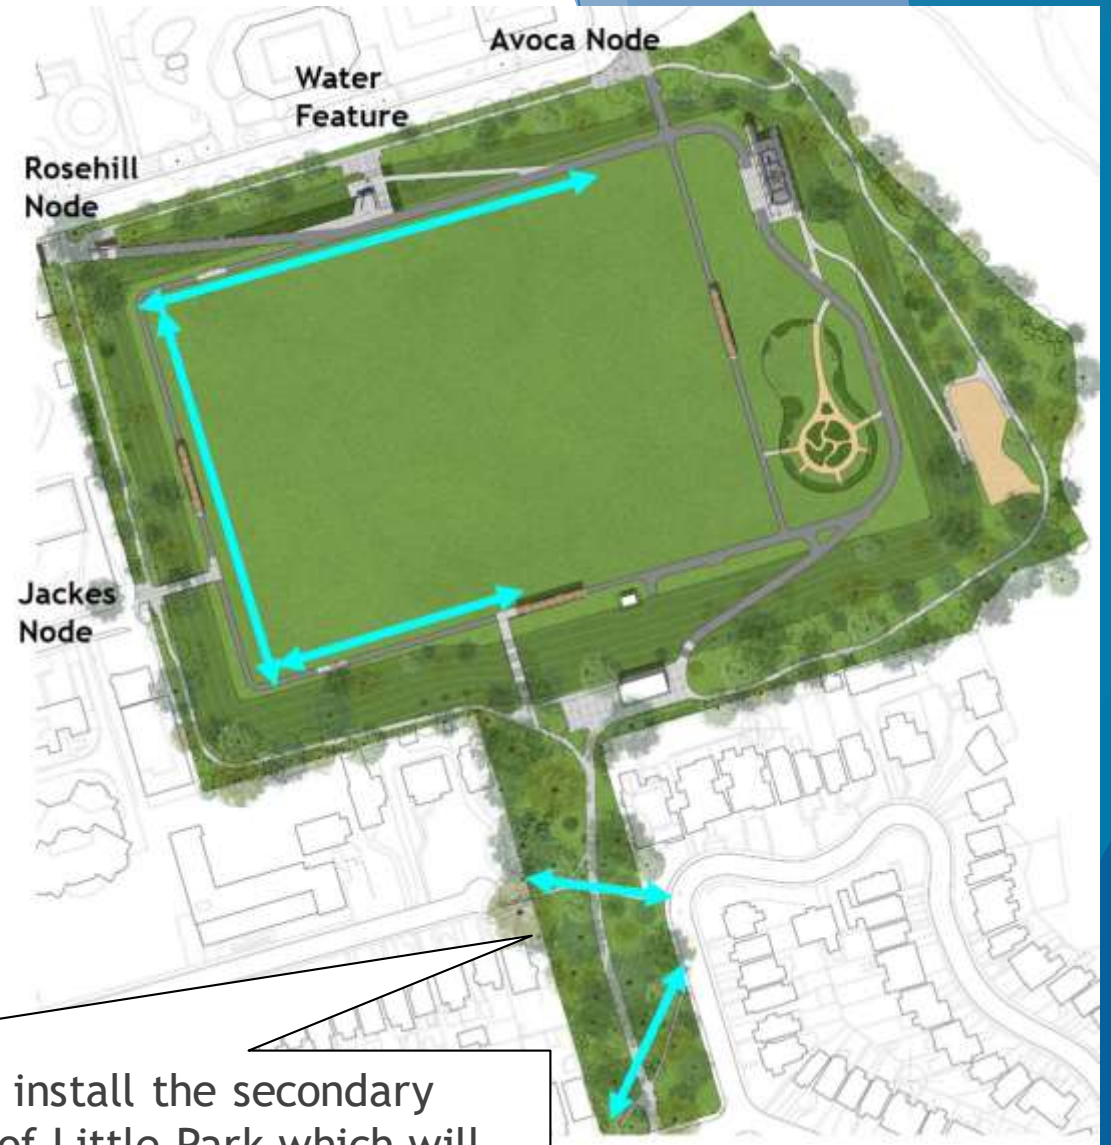 Avoca Node
Water
Feature
Rosehill
Node
Jackes
Node
install the secondary
of Little Park which will